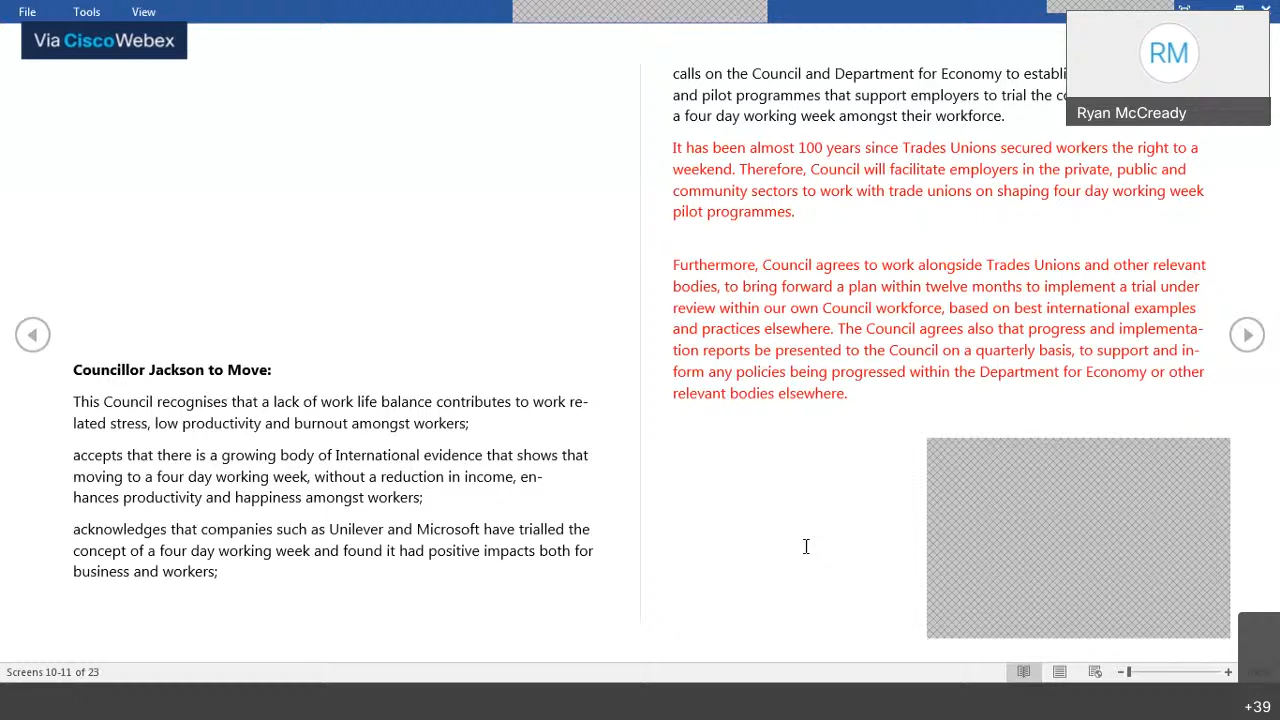 File Tools View
Via Cisco Webex
RM
Ryan McCready
Councillor Jackson to Move:
This Council recognises that a lack of work life balance contributes to work re-
lated stress, low productivity and burnout amongst workers;
accepts that there is a growing body of International evidence that shows that
moving to a four day working week, without a reduction in income, en-
hances productivity and happiness amongst workers;
acknowledges that companies such as Unilever and Microsoft have trialled the
concept of a four day working week and found it had positive impacts both for
business and workers;
calls on the Council and Department for Economy to
and pilot programmes that support employers to trial the
a four day working week amongst their workforce.
It has been almost 100 years since Trades Unions secured workers the right to a
weekend. Therefore, Council will facilitate employers in the private, public and
community sectors to work with trade unions on shaping four day working week
pilot programmes.
Furthermore, Council agrees to work alongside Trades Unions and other relevant
bodies, to bring forward a plan within twelve months to implement a trial under
review within our own Council workforce, based on best international examples
and practices elsewhere. The Council agrees also that progress and implementa-
tion reports be presented to the Council on a quarterly basis, to support and in-
form any policies being progressed within the Department for Economy or other
relevant bodies elsewhere.
Screens 10-11 of 23
+39